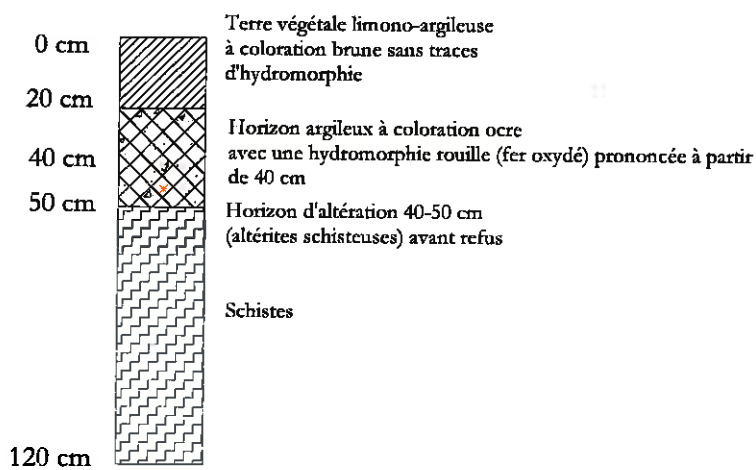 0 cm
Terre végétale limono-argileuse
à coloration brune sans traces
d'hydromorphie
20 cm
Horizon argileux à coloration ocre
40 cm
avec une hydromorphie rouille (fer oxydé) prononcée à partir
de 40 cm
50 cm
Horizon d'altération 40-50 cm
(altérites schisteuses) avant refus
Schistes
120 cm